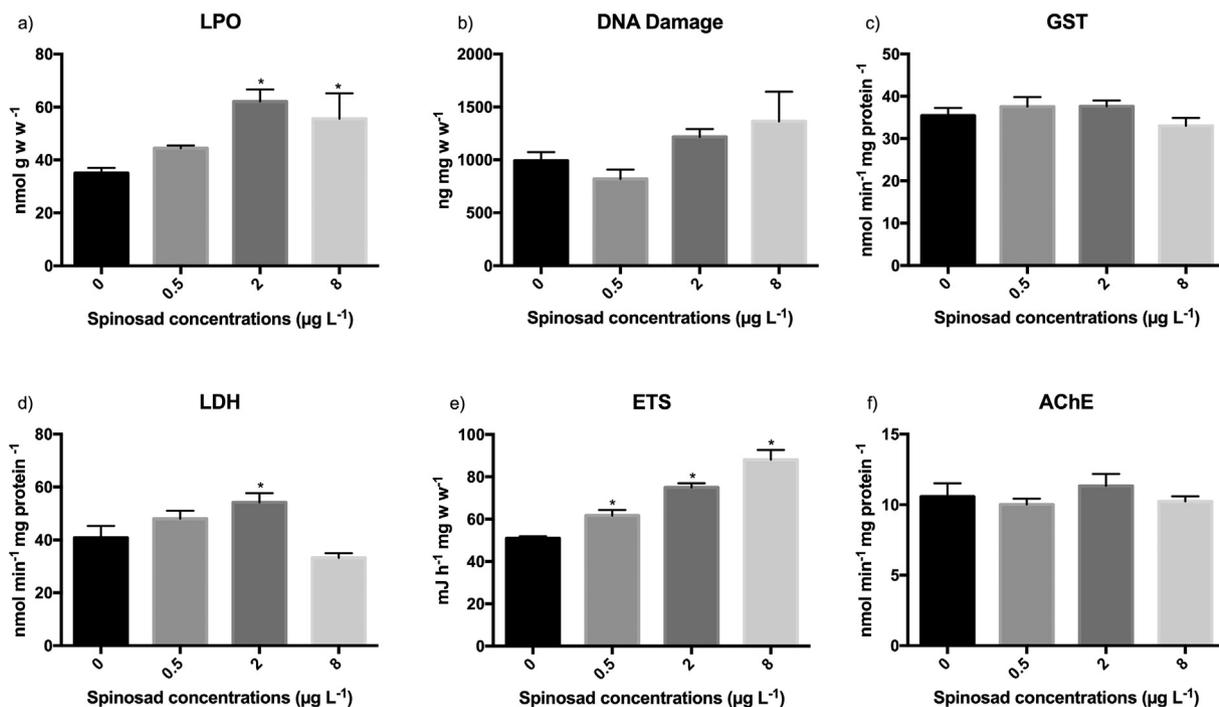 a) LPO
nmol g w w -1
80
60
40
20
0
* *
0 0.5 2 8
Spinosad concentrations (µg L-1)
b) DNA Damage
ng mg w w -1
2000
1500
1000
500
0
0 0.5 2 8
Spinosad concentrations (µg L-1)
c) GST
nmol min-1 mg protein -1
50
40
30
20
10
0
0 0.5 2 8
Spinosad concentrations (µg L-1)
d) LDH
nmol min-1 mg protein -1
80
60
40
20
0
*
0 0.5 2 8
Spinosad concentrations (µg L-1)
e) ETS
mJ h-1 mg w w-1
100
80
60
40
20
0
* * *
0 0.5 2 8
Spinosad concentrations (µg L-1)
f) AChE
nmol min-1 mg protein -1
15
10
5
0
0 0.5 2 8
Spinosad concentrations (µg L-1)